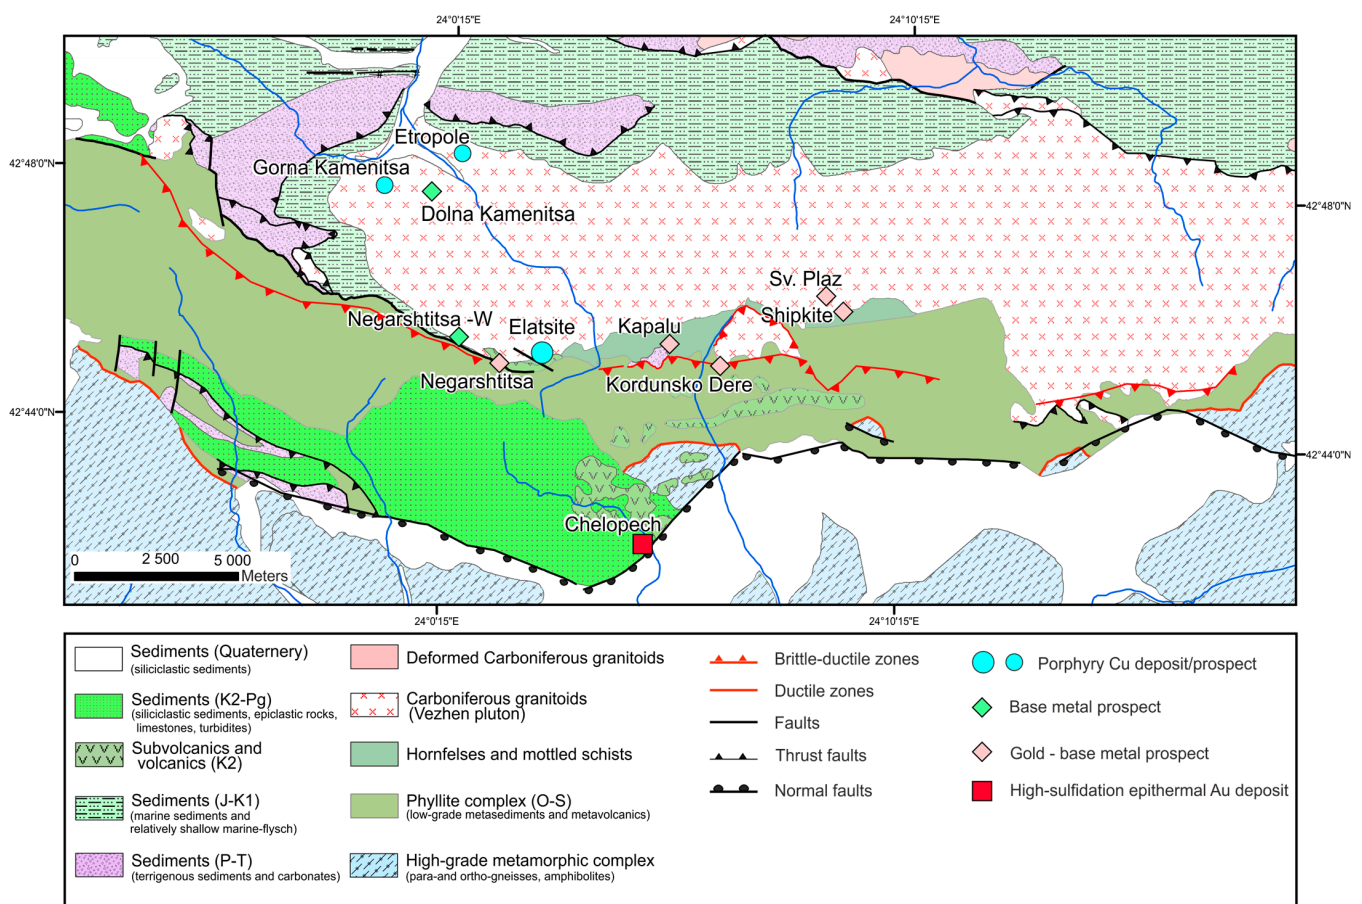 24°0'15"E
24°10'15"E
42°48'0"N
42°48'0"N
Etropole
Gorna Kamenitsa
Dolna Kamenitsa
Sv. Plaz
Shipkite
Negarshtitsa -W
Elatsite
Kapalu
Negarshtitsa
Kordunsko Dere
42°44'0"N
42°44'0"N
Chelopech
0
2 500
5 000
Meters
24°0'15"E
24°10'15"E
Sediments (Quaternery)
(siliciclastic sediments)
Sediments (K2-Pg)
(siliciclastic sediments, epiclastic rocks,
limestones, turbidites)
Subvolcanics and
volcanics (K2)
Sediments (J-K1)
(marine sediments and
relatively shallow marine-flysch)
Sediments (P-T)
(terrigenous sediments and carbonates)
Deformed Carboniferous granitoids
Carboniferous granitoids
(Vezhen pluton)
Hornfelses and mottled schists
Phyllite complex (O-S)
(low-grade metasediments and metavolcanics)
High-grade metamorphic complex
(para-and ortho-gneisses, amphibolites)
Brittle-ductile zones
Ductile zones
Faults
Thrust faults
Normal faults
Porphyry Cu deposit/prospect
Base metal prospect
Gold - base metal prospect
High-sulfidation epithermal Au deposit